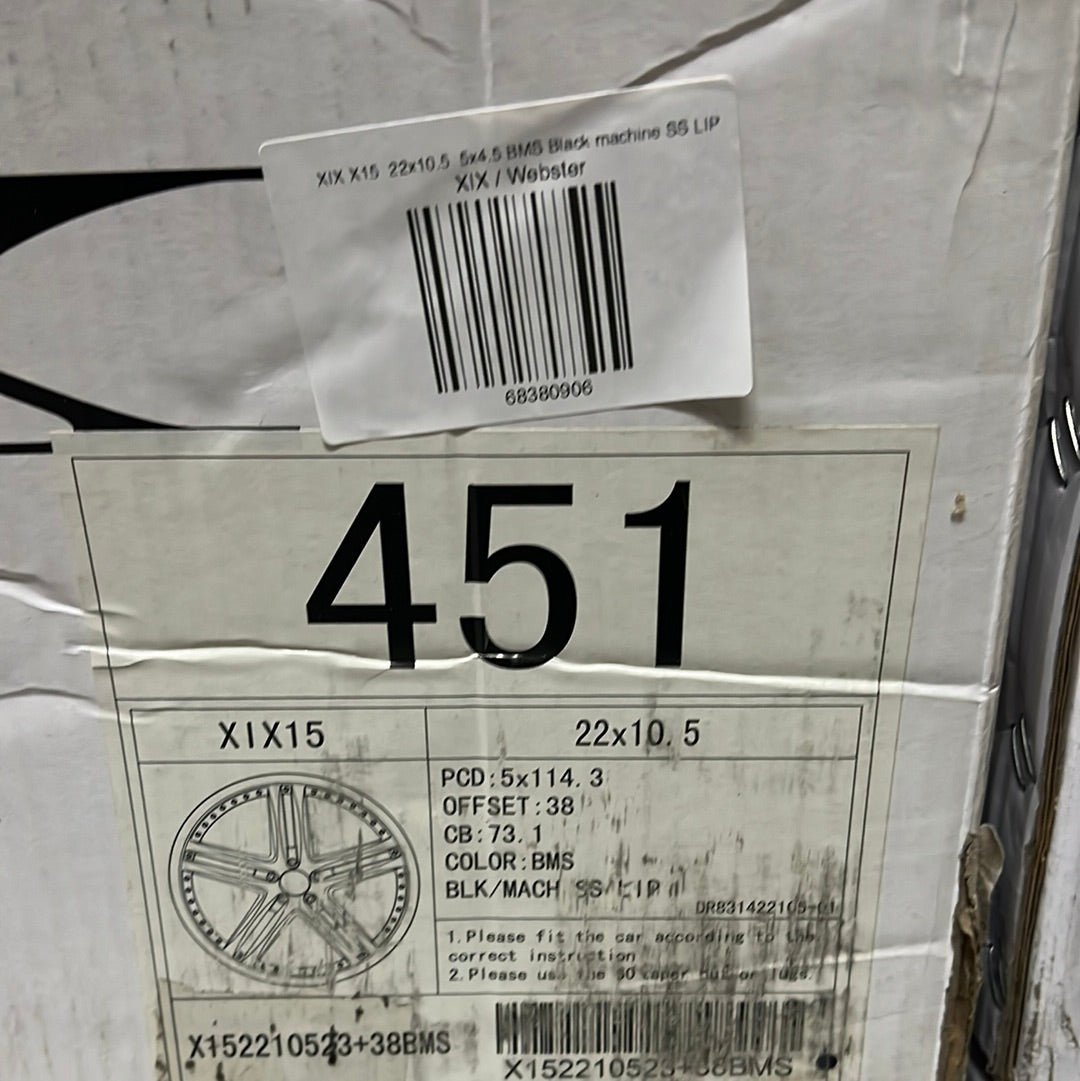 XIX X15 22x10.5 5x4.5 BMS Black machine SS LIP
XIX / Webster
68380906
451
XIX15
22x10.5
PCD:5x114.3
OFFSET:38
CB:73.1
COLOR:BMS
BLK/MACH SS/LIP
DR831422105-01
1.Please fit the car according to the
correct instruction
2.Please use the 60 taper nut or lugs.
X152210523+38BMS
X152210523+38BMS